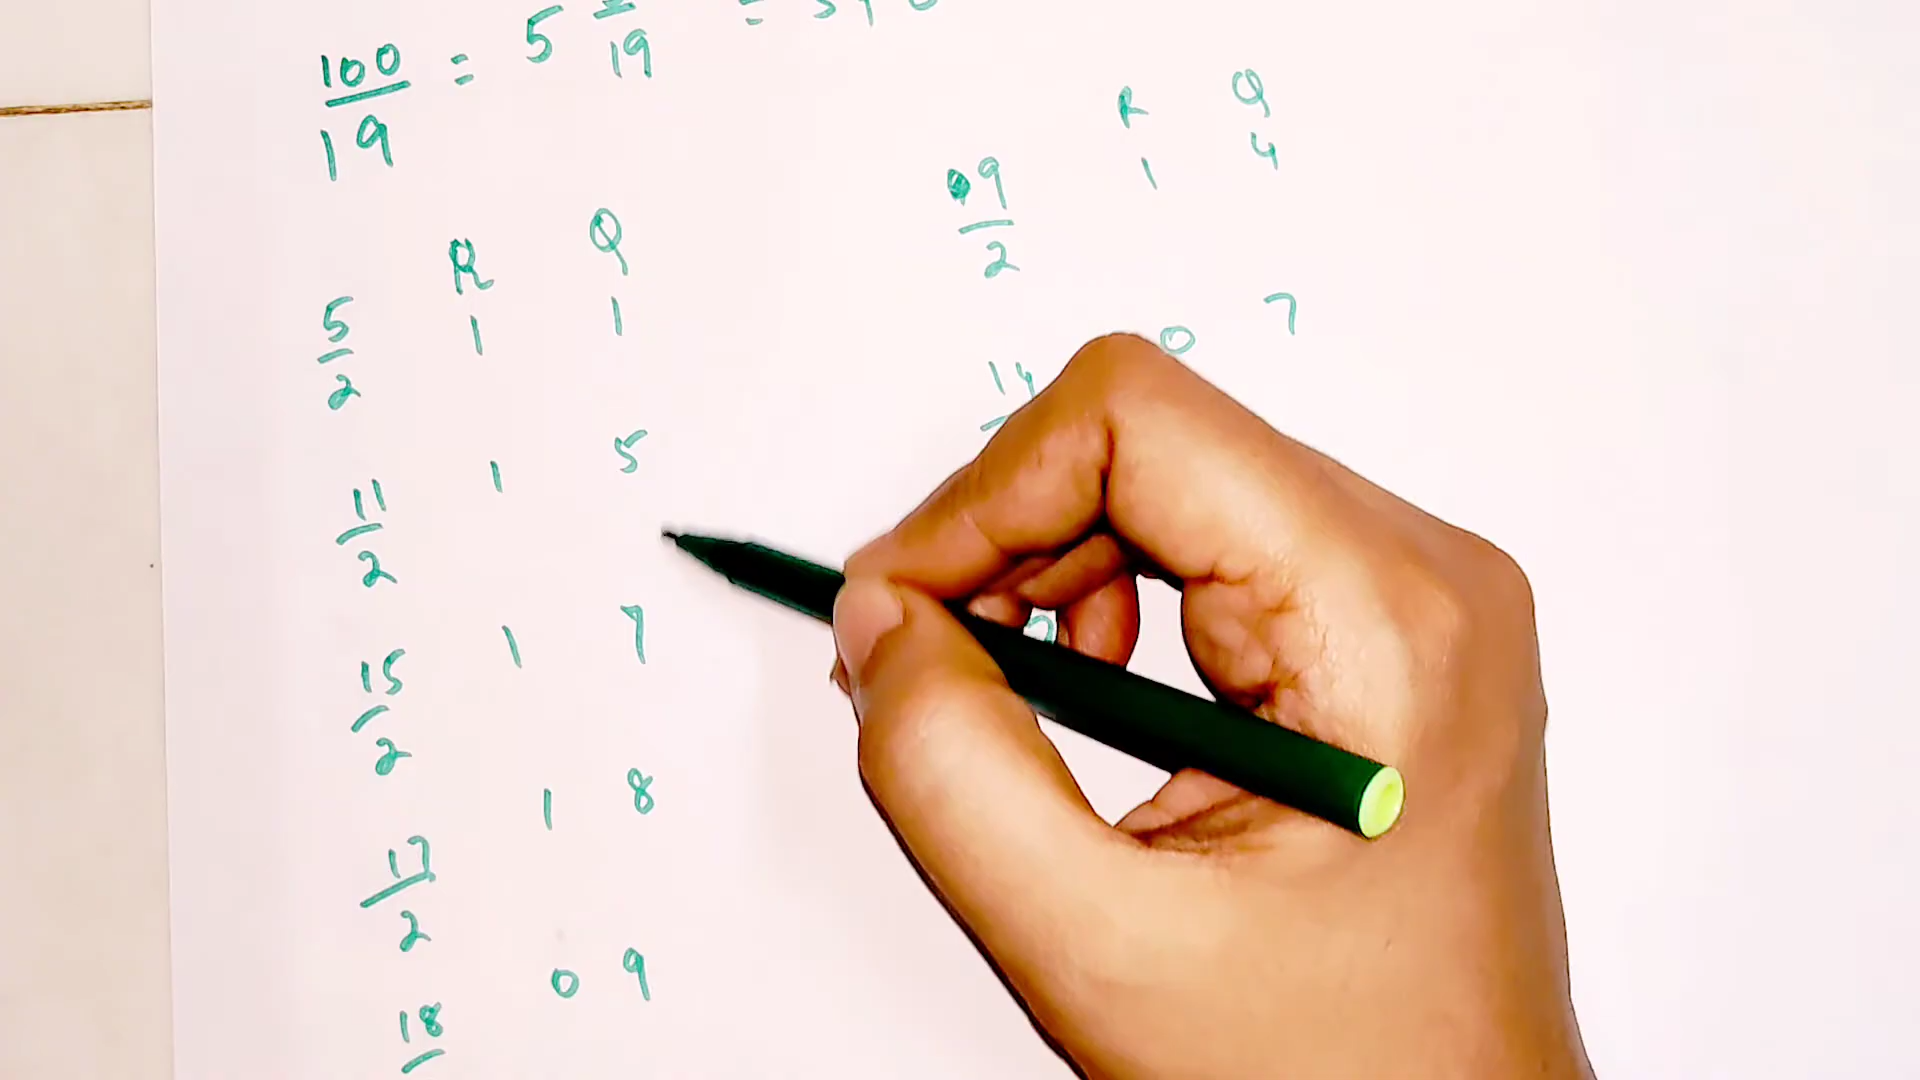 100/19 = 5 /19 =
R Q
5/2 1 1
11/2 1 5
15/2 1 7
17/2 1 8
18 0 9
R Q
09/2 1 4
14 0 7